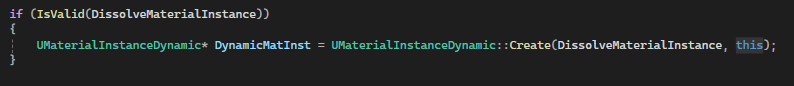 if (IsValid(DissolveMaterialInstance))
{
    UMaterialInstanceDynamic* DynamicMatInst = UMaterialInstanceDynamic::Create(DissolveMaterialInstance, this);
}